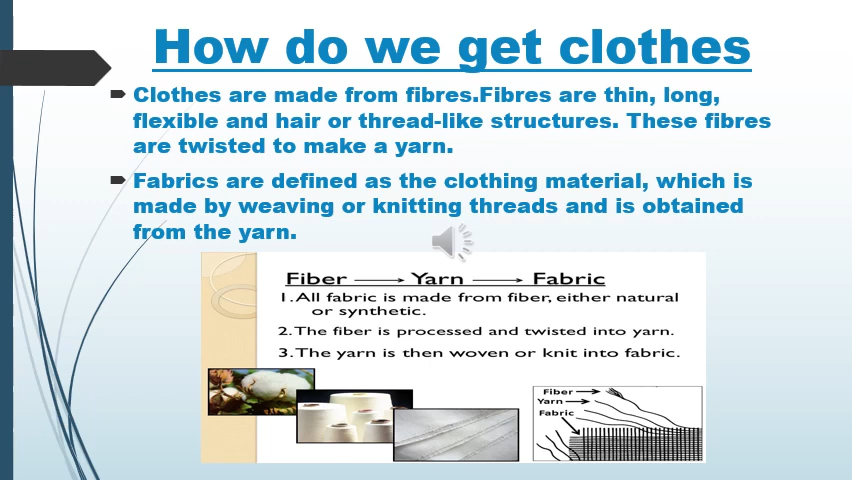 How do we get clothes
Clothes are made from fibres.Fibres are thin, long,
flexible and hair or thread-like structures. These fibres
are twisted to make a yarn.
Fabrics are defined as the clothing material, which is
made by weaving or knitting threads and is obtained
from the yarn.
Fiber → Yarn → Fabric
1.All fabric is made from fiber, either natural
or synthetic.
2.The fiber is processed and twisted into yarn.
3.The yarn is then woven or knit into fabric.
Fiber
Yarn
Fabric